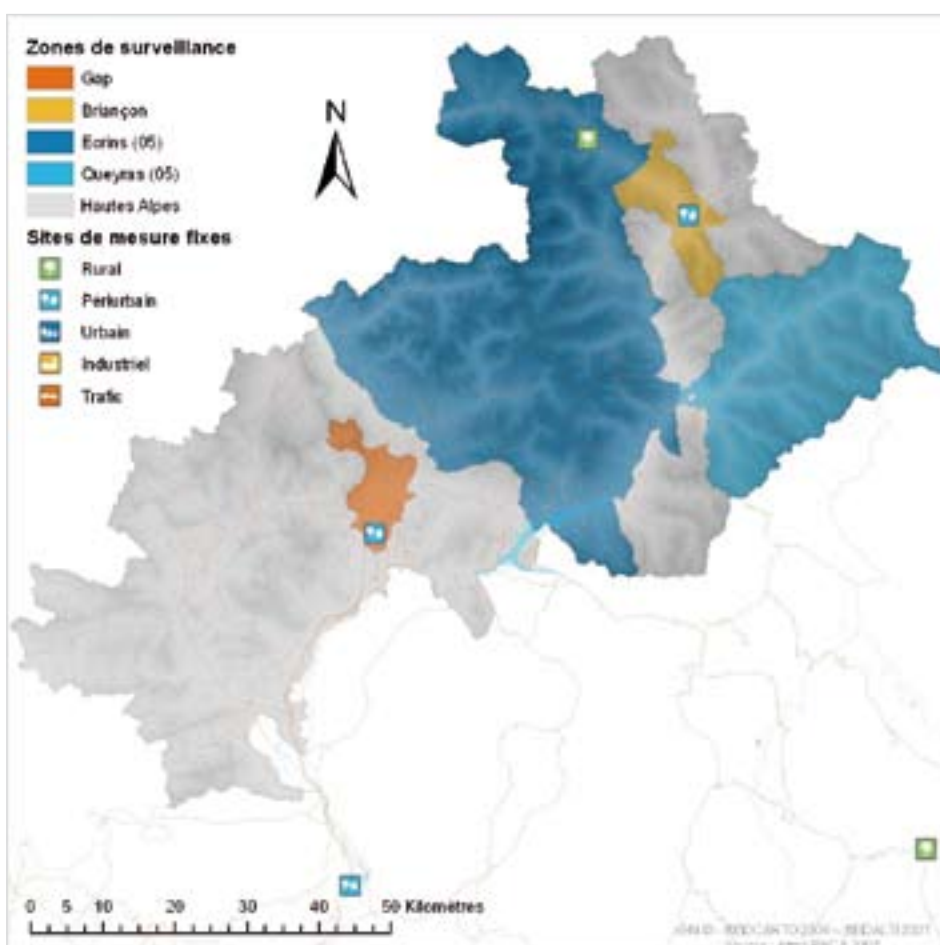 Zones de surveillance
Gap
Briançon
Ecrins (05)
Queyras (05)
Hautes Alpes
Sites de mesure fixes
Rural
Périurbain
Urbain
Industriel
Trafic
N
0 5 10 20 30 40 50 Kilomètres